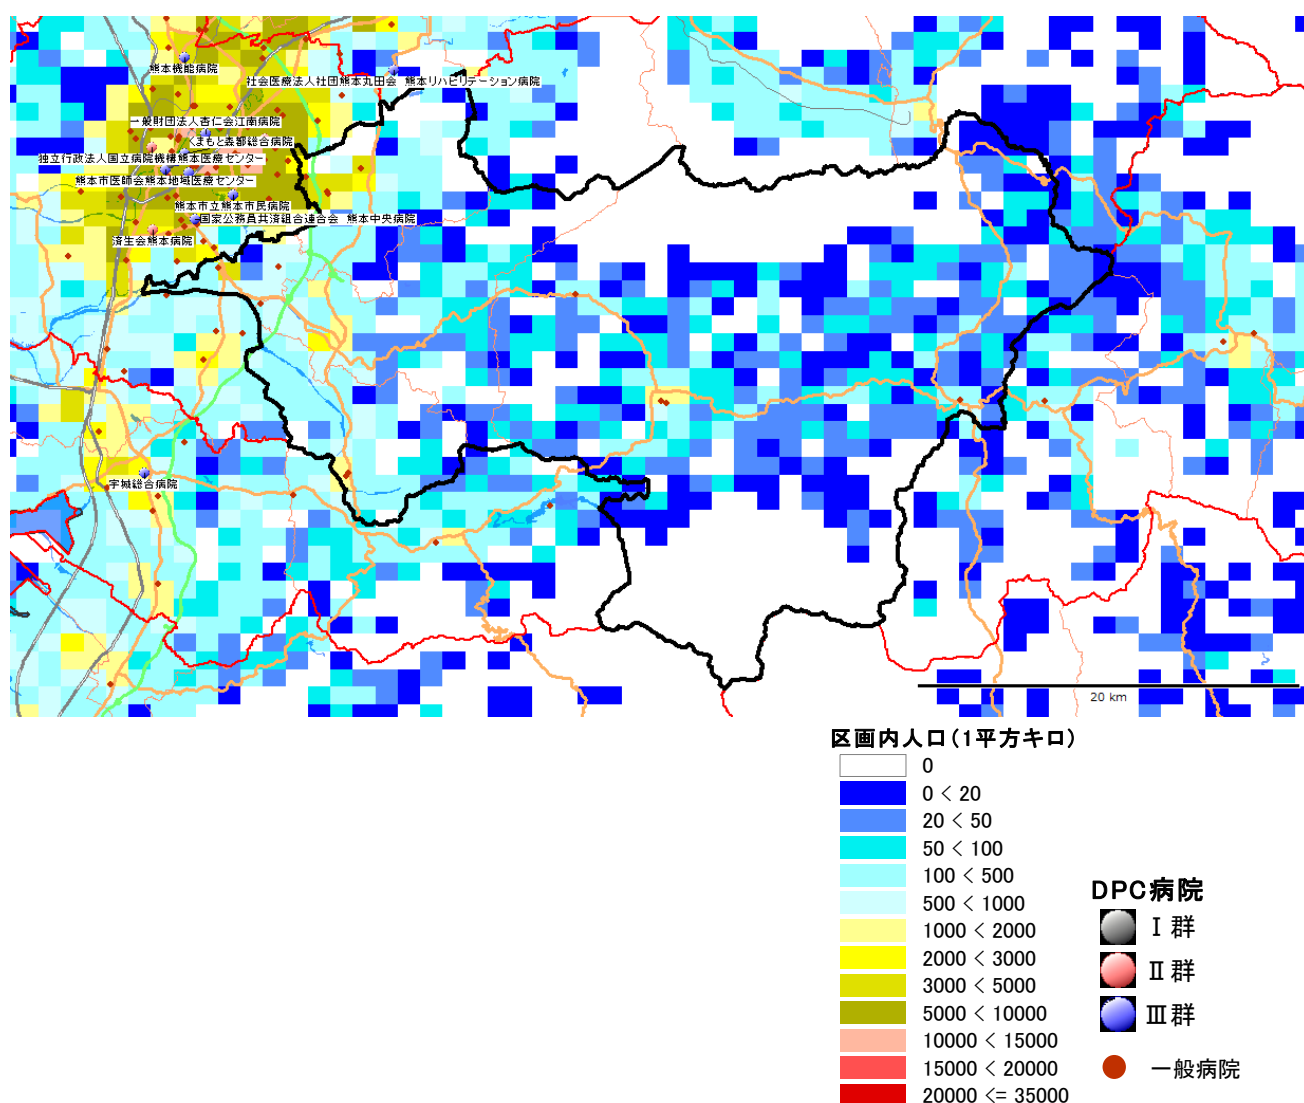 熊本機能病院
社会医療法人社団熊本丸田会 熊本リハビリテーション病院
一般財団法人杏仁会江南病院
くまもと森都総合病院
独立行政法人国立病院機構熊本医療センター
熊本市医師会熊本地域医療センター
熊本市立熊本市民病院
国家公務員共済組合連合会 熊本中央病院
済生会熊本病院
宇城総合病院
20 km
区画内人口(1平方キロ)
0
0 < 20
20 < 50
50 < 100
100 < 500
500 < 1000
1000 < 2000
2000 < 3000
3000 < 5000
5000 < 10000
10000 < 15000
15000 < 20000
20000 <= 35000
DPC病院
Ⅰ群
Ⅱ群
Ⅲ群
一般病院